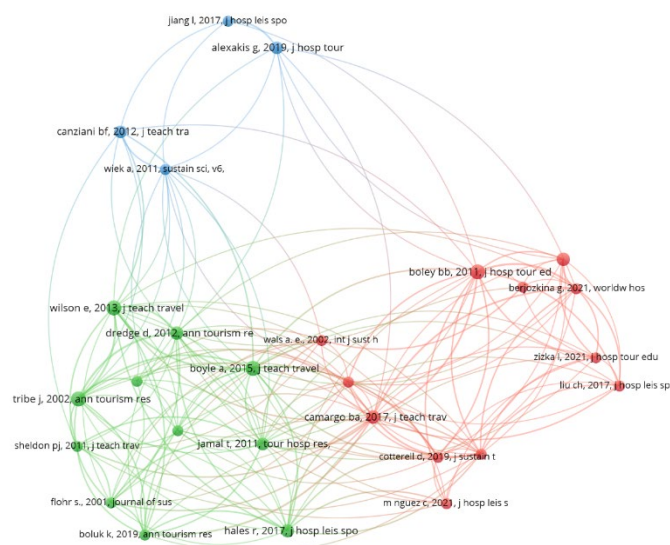 jiang l, 2017, j hosp leis spo
alexakis g, 2019, j hosp tour
canziani bf, 2012, j teach tra
wiek a, 2011, sustain sci, v6,
boley bb, 2011, j hosp tour ed
berjozkina g, 2021, worldw hos
wilson e, 2013, j teach travel
dredge d, 2012, ann tourism re
wals a. e., 2002, int j sust h
zizka l, 2021, j hosp tour edu
boyle a, 2015, j teach travel
liu ch, 2017, j hosp leis sp
tribe j, 2002, ann tourism res
camargo ba, 2017, j teach trav
sheldon pj, 2011, j teach trav
jamal t, 2011, tour hosp res,
cotterell d, 2019, j sustain t
flohr s., 2001, journal of sus
m nguez c, 2021, j hosp leis s
hales r, 2017, j hosp leis spo
boluk k, 2019, ann tourism res